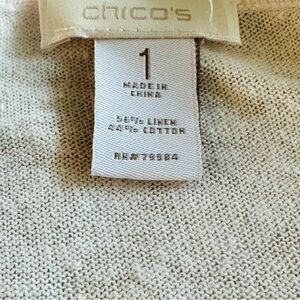 chico's
1
MADE IN
CHINA
56% LINEN
44% COTTON
RN#79984